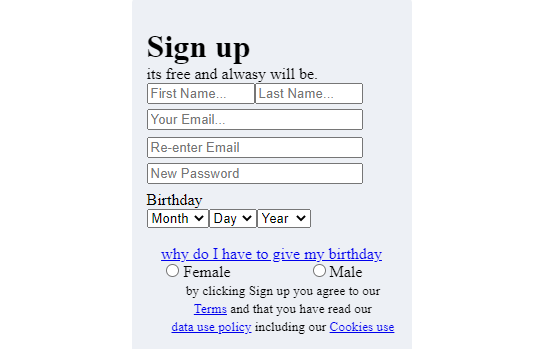 Sign up
its free and alwasy will be.
First Name... Last Name...
Your Email...
Re-enter Email
New Password
Birthday
Month Day Year
why do I have to give my birthday
Female Male
by clicking Sign up you agree to our
Terms and that you have read our
data use policy including our Cookies use